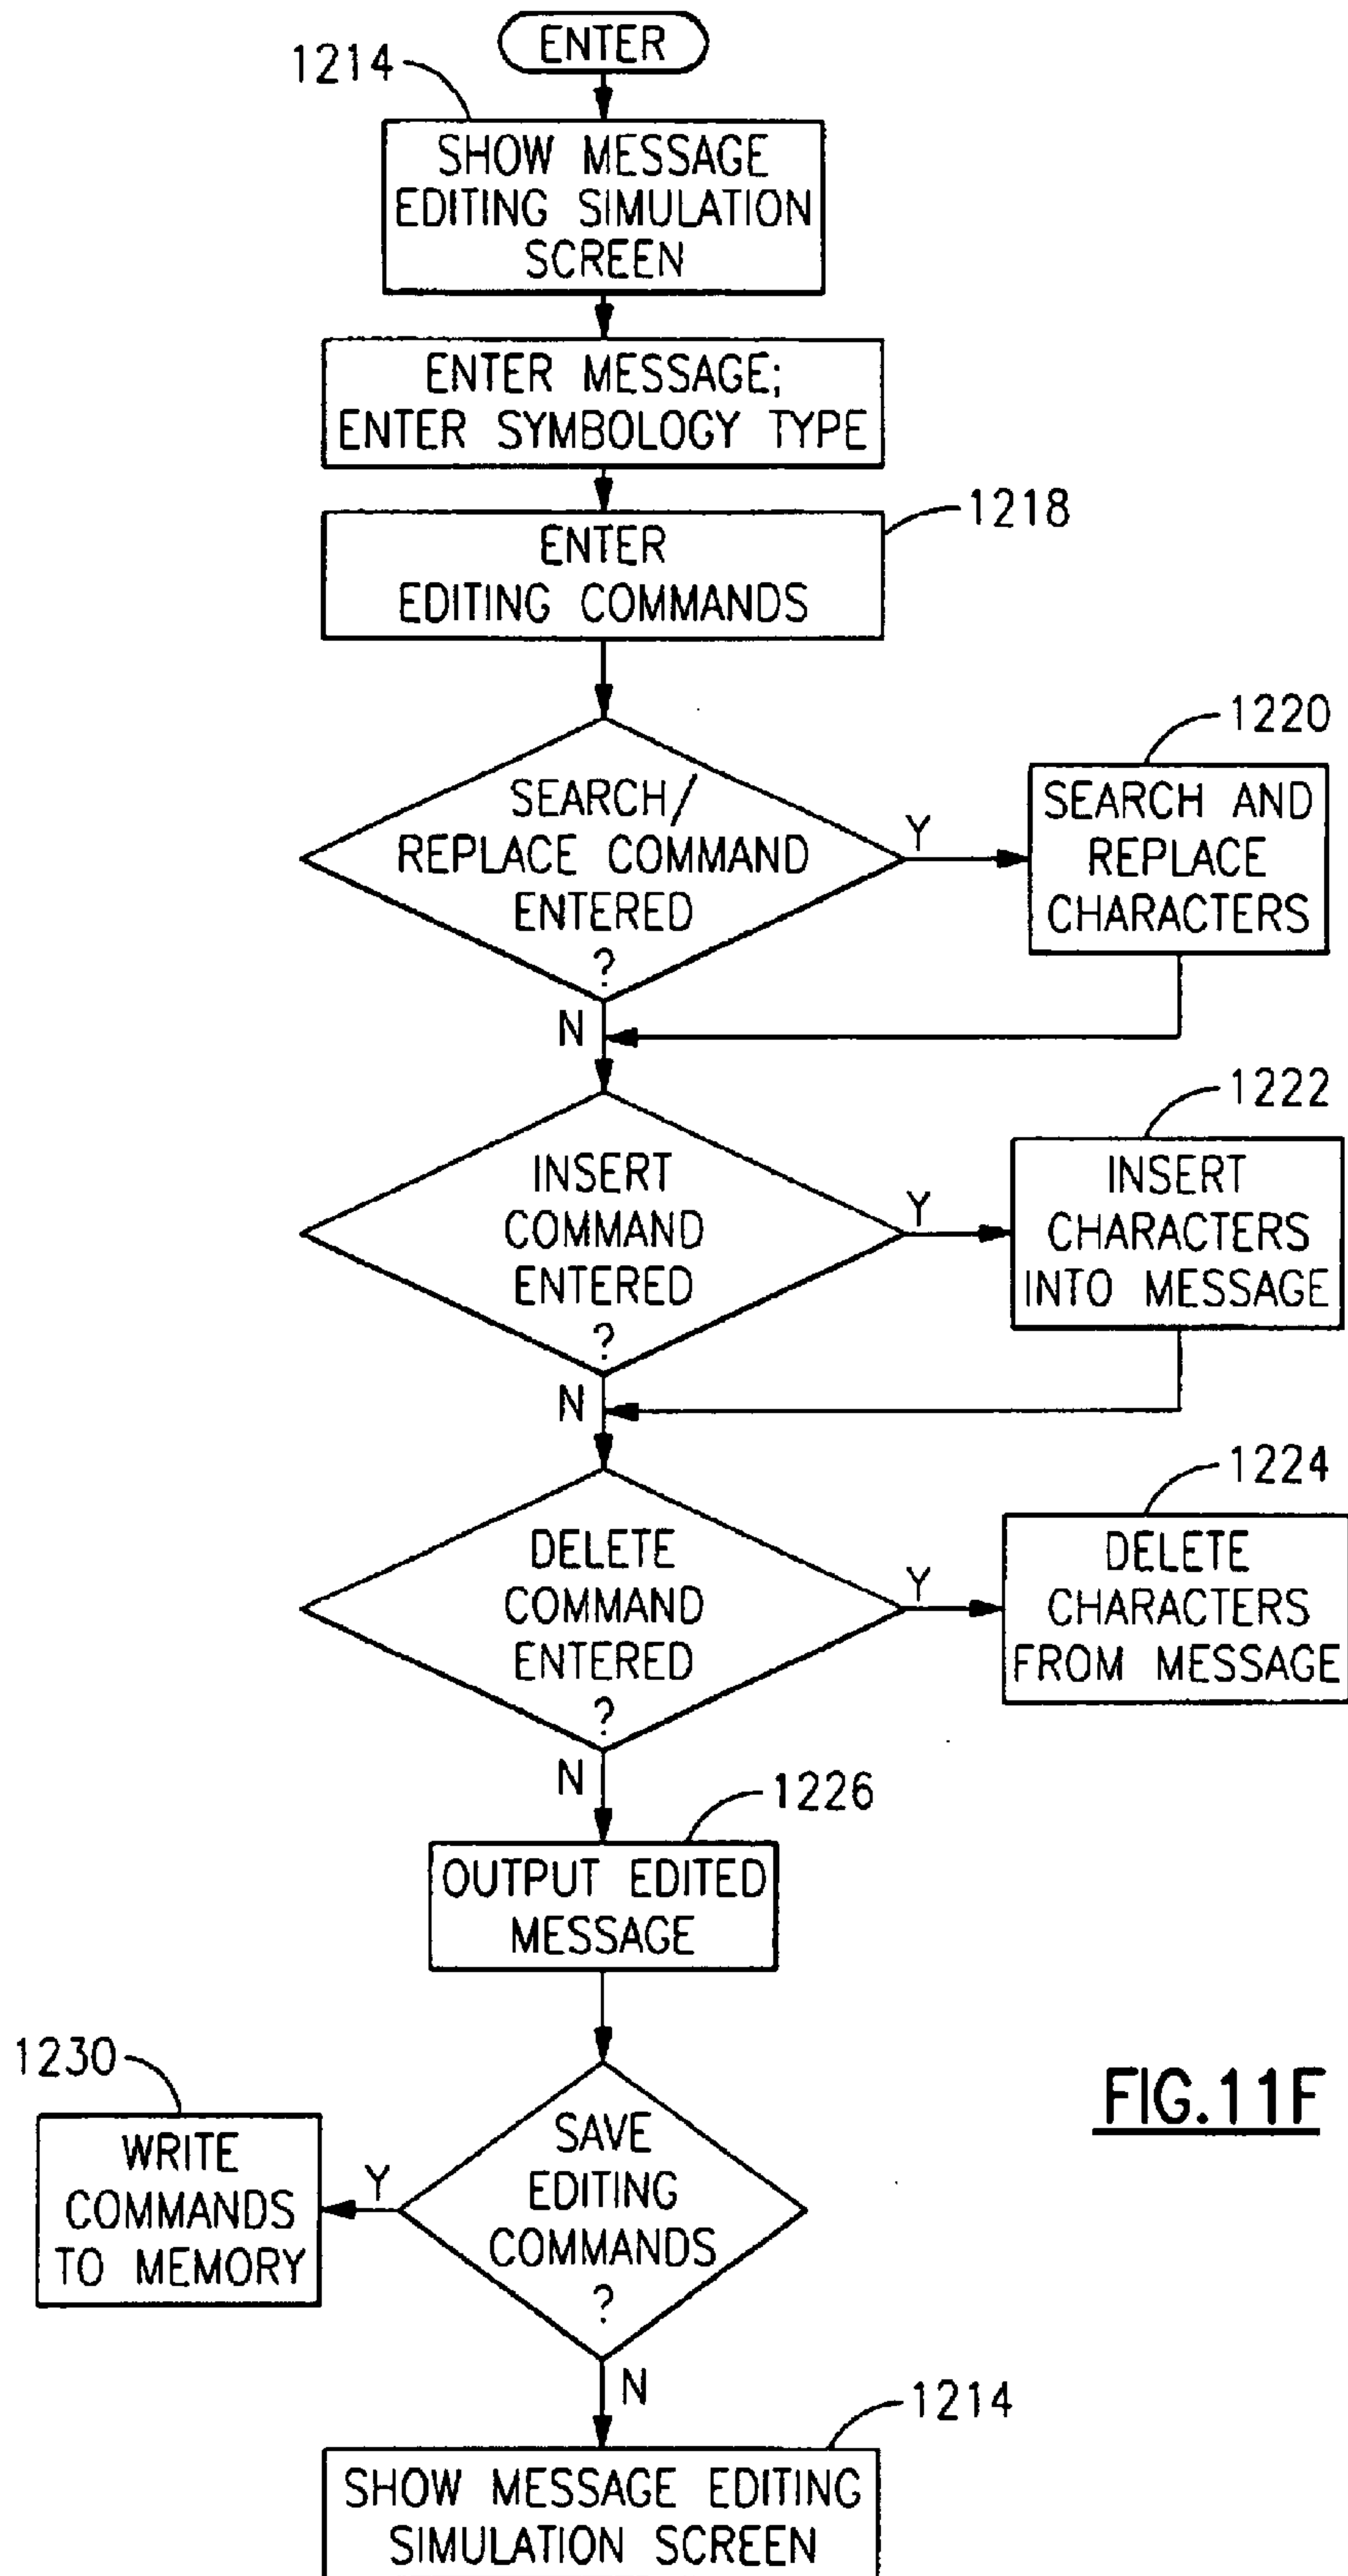 ENTER
1214
SHOW MESSAGE
EDITING SIMULATION
SCREEN
ENTER MESSAGE;
ENTER SYMBOLOGY TYPE
1218
ENTER
EDITING COMMANDS
1220
SEARCH/
REPLACE COMMAND
ENTERED
?
Y
SEARCH AND
REPLACE
CHARACTERS
N
1222
INSERT
COMMAND
ENTERED
?
Y
INSERT
CHARACTERS
INTO MESSAGE
N
1224
DELETE
COMMAND
ENTERED
?
Y
DELETE
CHARACTERS
FROM MESSAGE
N
1226
OUTPUT EDITED
MESSAGE
1230
WRITE
COMMANDS
TO MEMORY
Y
SAVE
EDITING
COMMANDS
?
FIG.11F
N
1214
SHOW MESSAGE EDITING
SIMULATION SCREEN